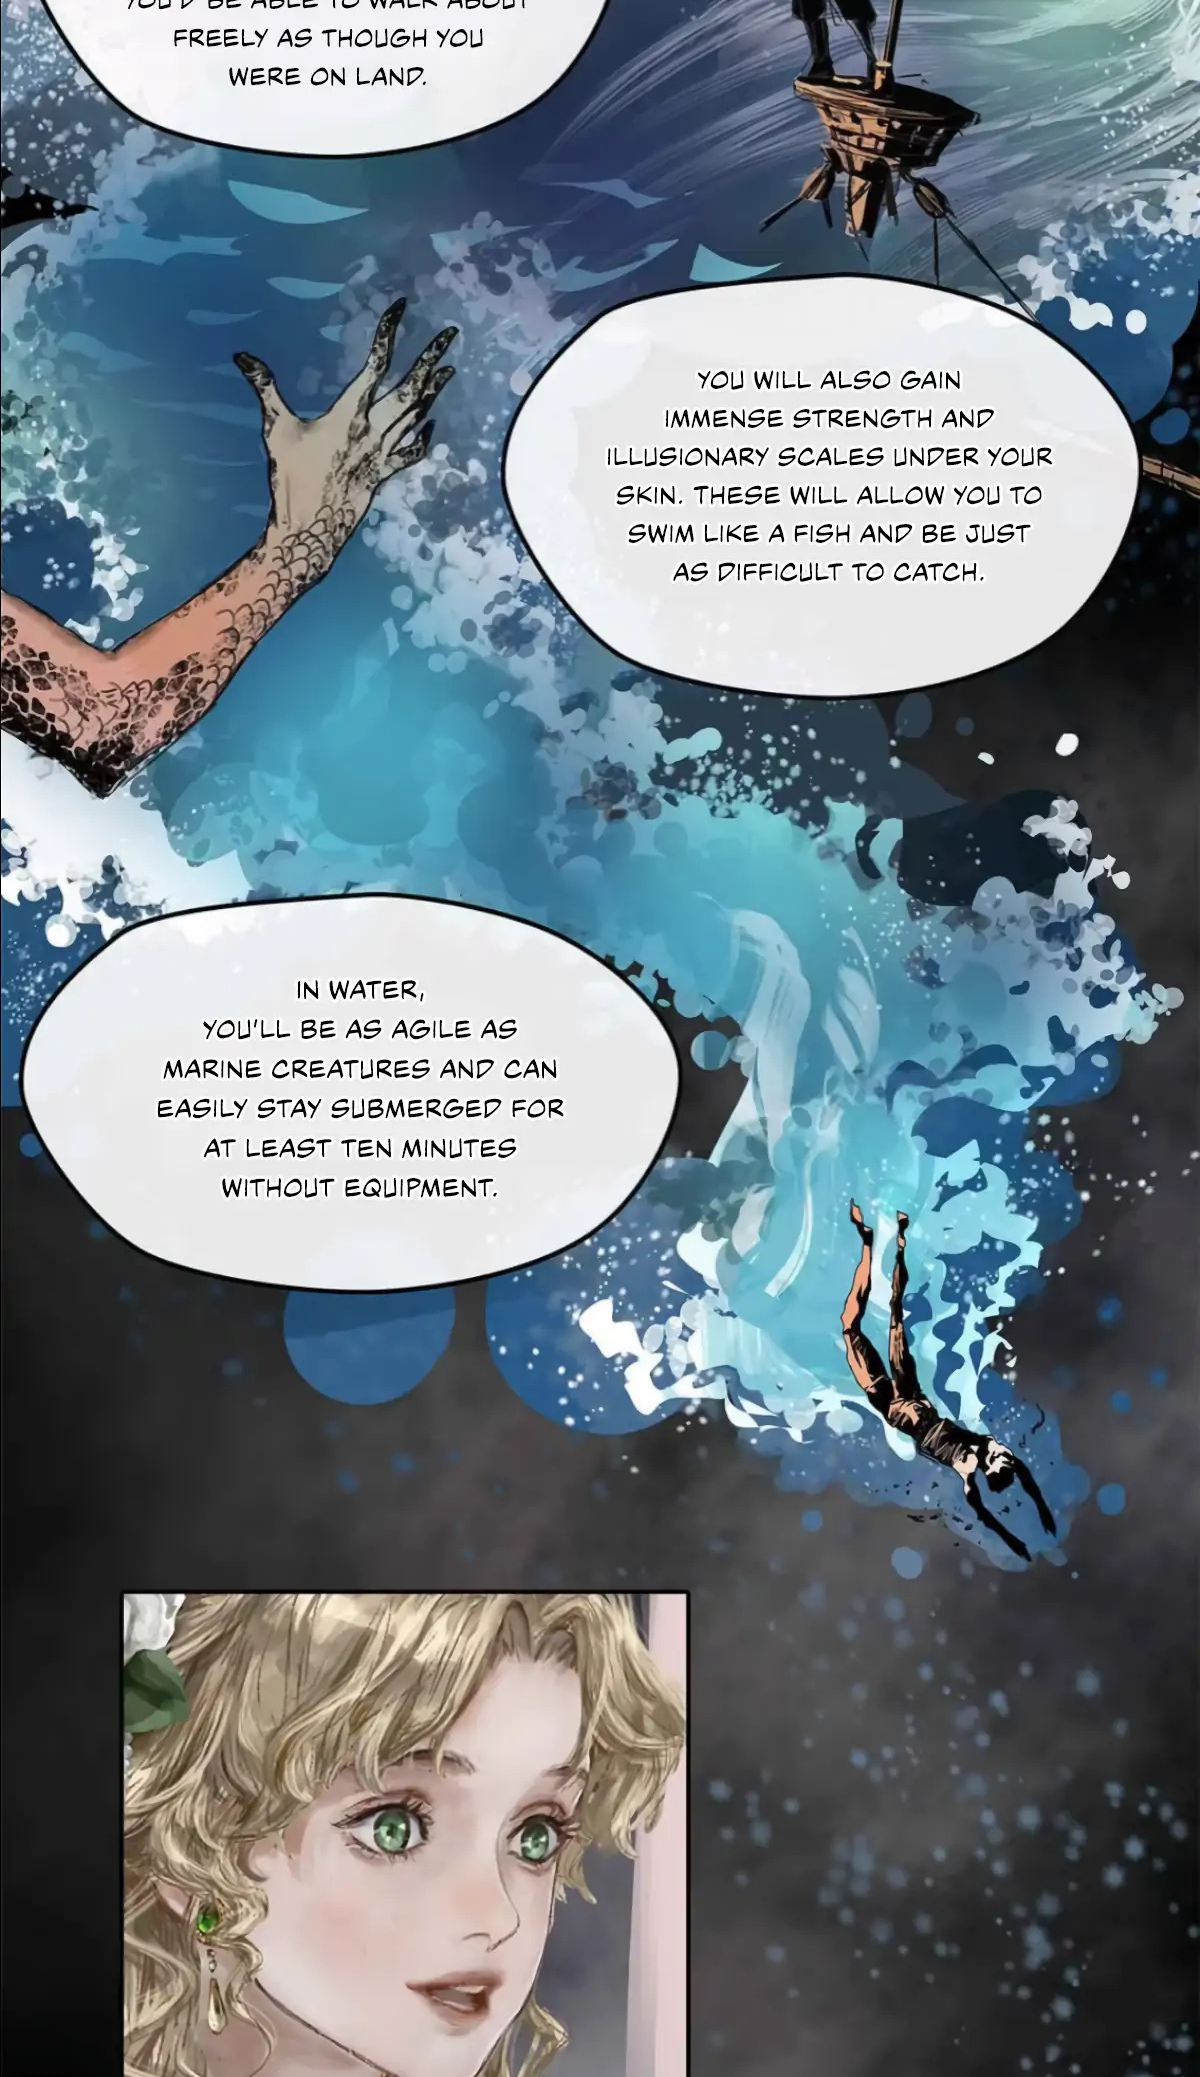 YOU'D BE ABLE TO WALK ABOUT
FREELY AS THOUGH YOU
WERE ON LAND.
YOU WILL ALSO GAIN
IMMENSE STRENGTH AND
ILLUSIONARY SCALES UNDER YOUR
SKIN. THESE WILL ALLOW YOU TO
SWIM LIKE A FISH AND BE JUST
AS DIFFICULT TO CATCH.
IN WATER,
YOU'LL BE AS AGILE AS
MARINE CREATURES AND CAN
EASILY STAY SUBMERGED FOR
AT LEAST TEN MINUTES
WITHOUT EQUIPMENT.